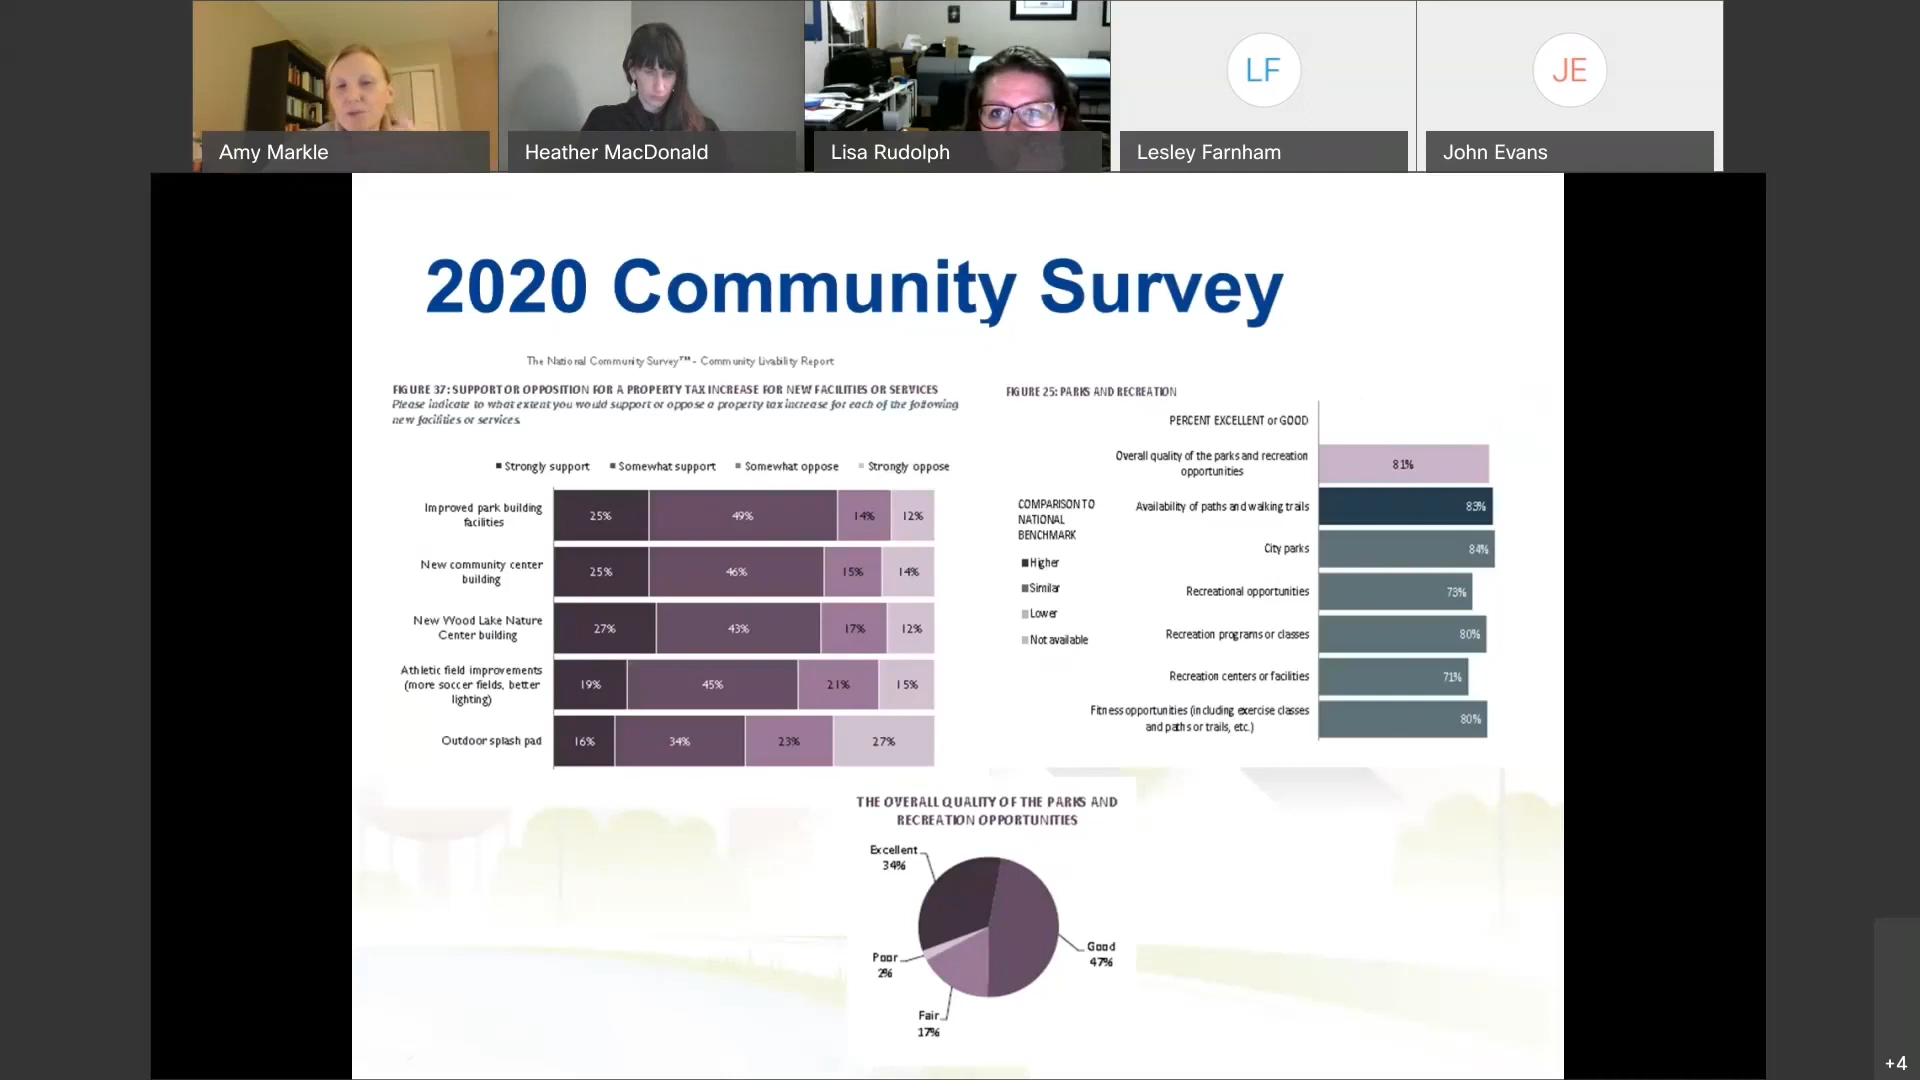 Amy Markle
Heather MacDonald
Lisa Rudolph
LF
Lesley Farnham
JE
John Evans
2020 Community Survey
The National Community Survey™ - Community Livability Report
FIGURE 37: SUPPORT OR OPPOSITION FOR A PROPERTY TAX INCREASE FOR NEW FACILITIES OR SERVICES
Please indicate to what extent you would support or oppose a property tax increase for each of the following
new facilities or services.
Strongly support Somewhat support Somewhat oppose Strongly oppose
Improved park building
facilities
25% 49% 14% 12%
New community center
building
25% 46% 15% 14%
New Wood Lake Nature
Center building
27% 43% 17% 12%
Athletic field improvements
(more soccer fields, better
lighting)
19% 45% 21% 15%
Outdoor splash pad
16% 34% 23% 27%
FIGURE 25: PARKS AND RECREATION
PERCENT EXCELLENT or GOOD
COMPARISON TO
NATIONAL
BENCHMARK
Higher
Similar
Lower
Not available
Overall quality of the parks and recreation
opportunities
81%
Availability of paths and walking trails
83%
City parks
84%
Recreational opportunities
73%
Recreation programs or classes
80%
Recreation centers or facilities
71%
Fitness opportunities (including exercise classes
and paths or trails, etc.)
80%
THE OVERALL QUALITY OF THE PARKS AND
RECREATION OPPORTUNITIES
Excellent
34%
Good
47%
Poor
2%
Fair
17%
+4